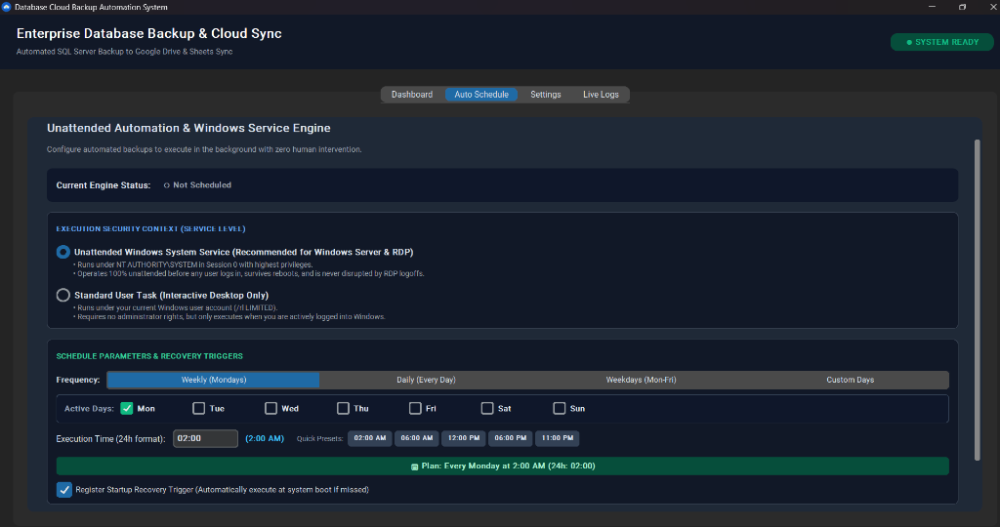 Database Cloud Backup Automation System
Enterprise Database Backup & Cloud Sync
Automated SQL Server Backup to Google Drive & Sheets Sync
● SYSTEM READY
Dashboard Auto Schedule Settings Live Logs
Unattended Automation & Windows Service Engine
Configure automated backups to execute in the background with zero human intervention.
Current Engine Status: ○ Not Scheduled
EXECUTION SECURITY CONTEXT (SERVICE LEVEL)
Unattended Windows System Service (Recommended for Windows Server & RDP)
• Runs under NT AUTHORITY\SYSTEM in Session 0 with highest privileges.
• Operates 100% unattended before any user logs in, survives reboots, and is never disrupted by RDP logoffs.
Standard User Task (Interactive Desktop Only)
• Runs under your current Windows user account (/rl LIMITED).
• Requires no administrator rights, but only executes when you are actively logged into Windows.
SCHEDULE PARAMETERS & RECOVERY TRIGGERS
Frequency: Weekly (Mondays) Daily (Every Day) Weekdays (Mon-Fri) Custom Days
Active Days: Mon Tue Wed Thu Fri Sat Sun
Execution Time (24h format): 02:00 (2:00 AM) Quick Presets: 02:00 AM 06:00 AM 12:00 PM 06:00 PM 11:00 PM
Plan: Every Monday at 2:00 AM (24h: 02:00)
Register Startup Recovery Trigger (Automatically execute at system boot if missed)